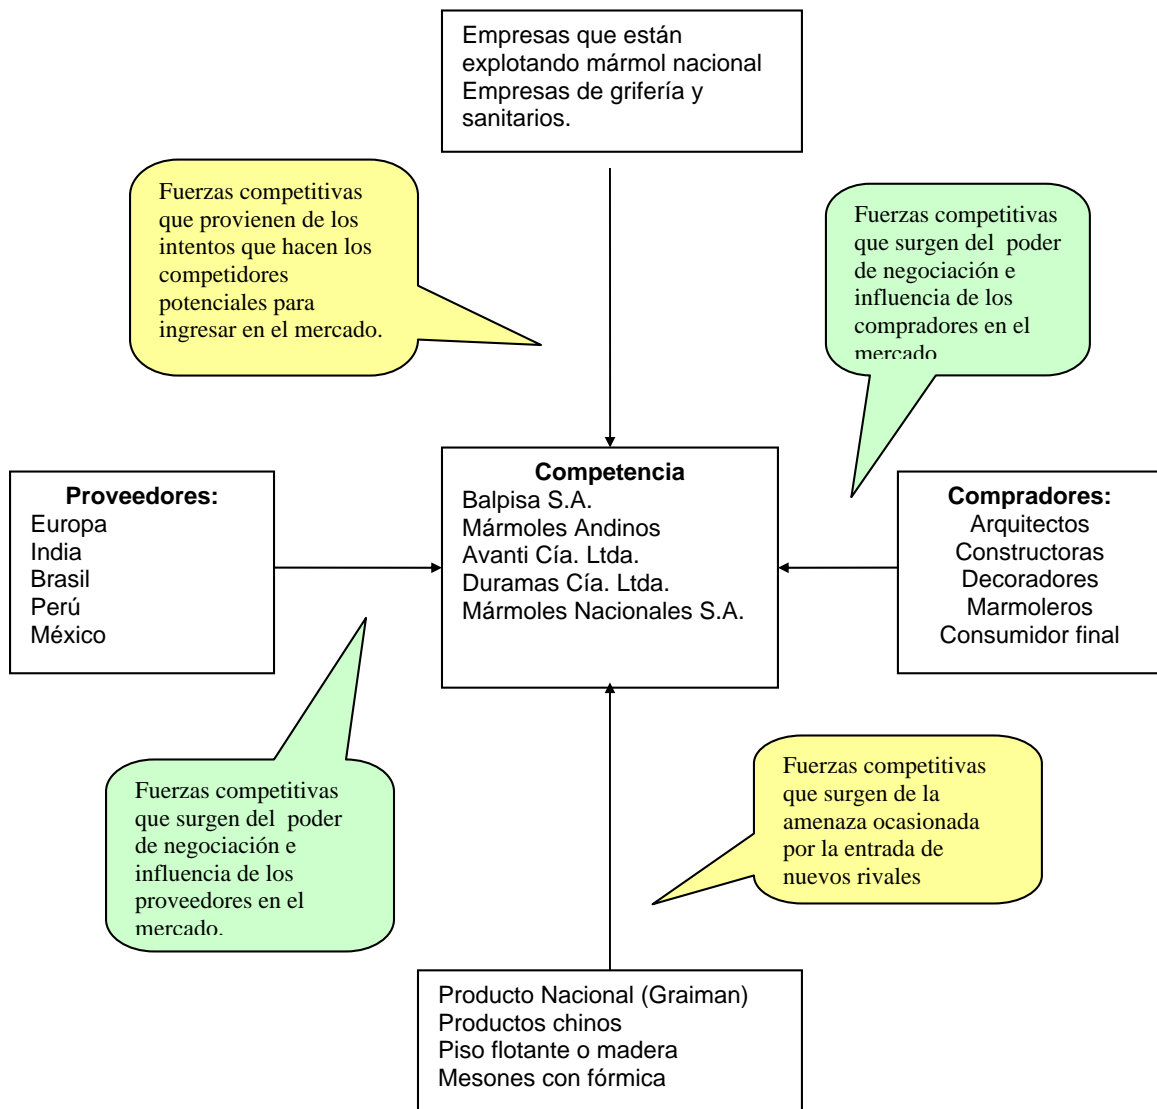 Empresas que están
explotando mármol nacional
Empresas de grifería y
sanitarios.
Fuerzas competitivas
que provienen de los
intentos que hacen los
competidores
potenciales para
ingresar en el mercado.
Fuerzas competitivas
que surgen del  poder
de negociación e
influencia de los
compradores en el
mercado
Proveedores:
Europa
India
Brasil
Perú
México
Competencia
Balpisa S.A.
Mármoles Andinos
Avanti Cía. Ltda.
Duramas Cía. Ltda.
Mármoles Nacionales S.A.
Compradores:
Arquitectos
Constructoras
Decoradores
Marmoleros
Consumidor final
Fuerzas competitivas
que surgen del  poder
de negociación e
influencia de los
proveedores en el
mercado.
Fuerzas competitivas
que surgen de la
amenaza ocasionada
por la entrada de
nuevos rivales
Producto Nacional (Graiman)
Productos chinos
Piso flotante o madera
Mesones con fórmica